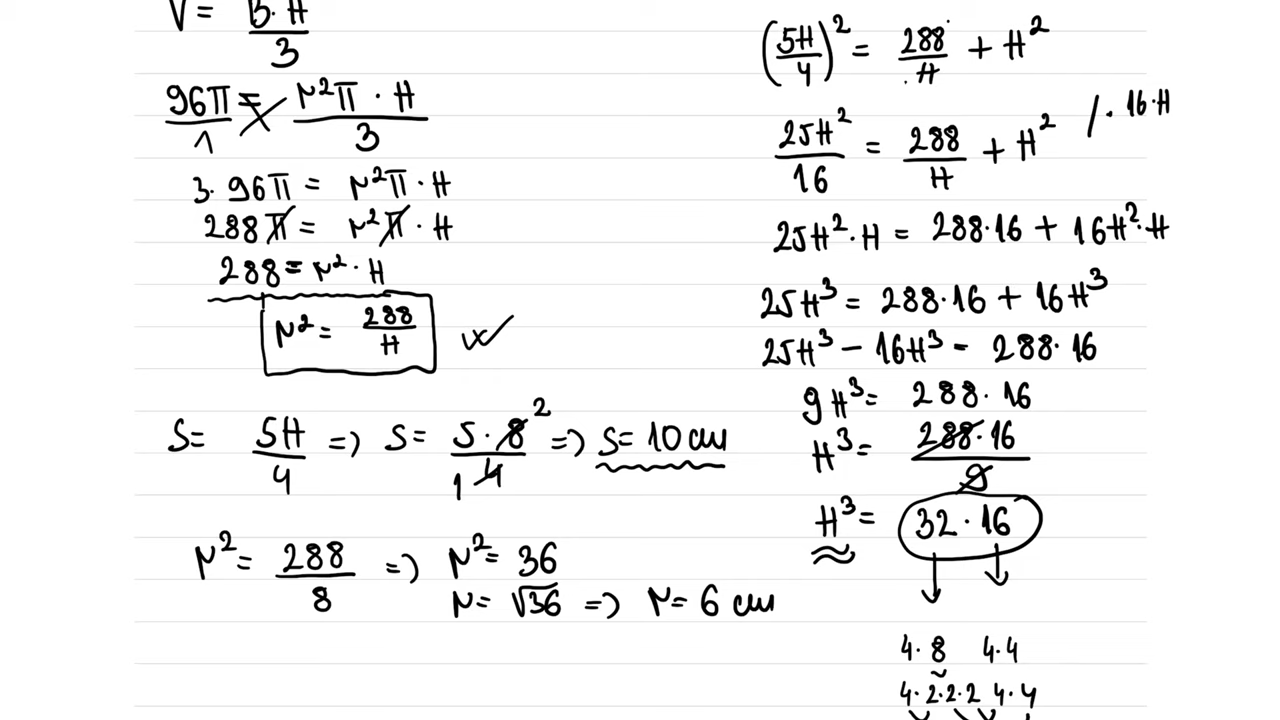 V = B·H/3
96π/1 = r²π · H/3
3·96π = r²π · H
288π = r²π · H
288 = r² · H
r² = 288/H
S = 5H/4 => S = 5·8/4 => S = 10 cm
2
1
r² = 288/8 => r² = 36
r = √36 => r = 6 cm
(5H/4)² = 288/H + H²
25H²/16 = 288/H + H² /· 16·H
25H²·H = 288·16 + 16H²·H
25H³ = 288·16 + 16H³
25H³ − 16H³ = 288·16
9H³ = 288·16
H³ = 288·16/9
H³ = 32·16
4·8 4·4
4·2·2·2 4·4